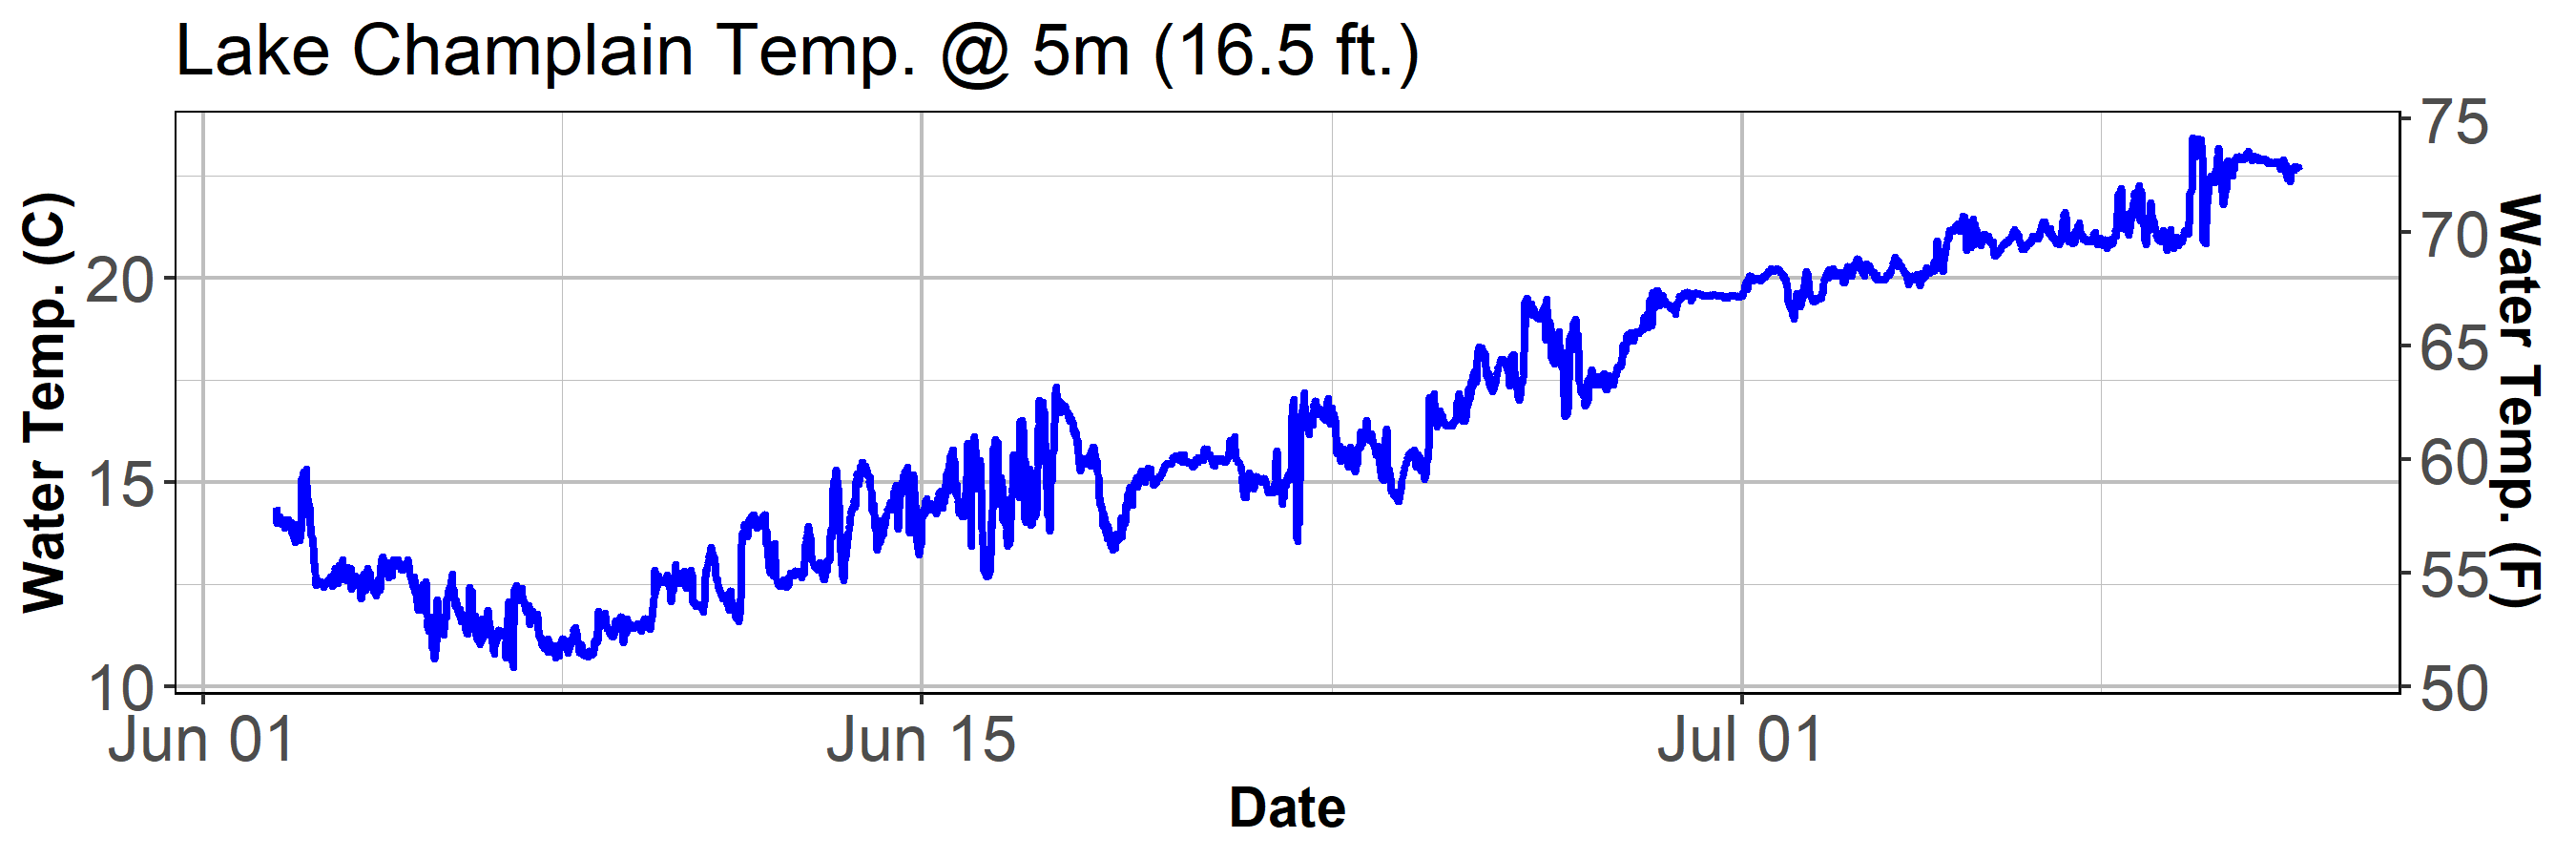 Lake Champlain Temp. @ 5m (16.5 ft.)
Water Temp. (C)
20
15
10
75
70
65
60
55
50
Water Temp. (F)
Jun 01
Jun 15
Jul 01
Date